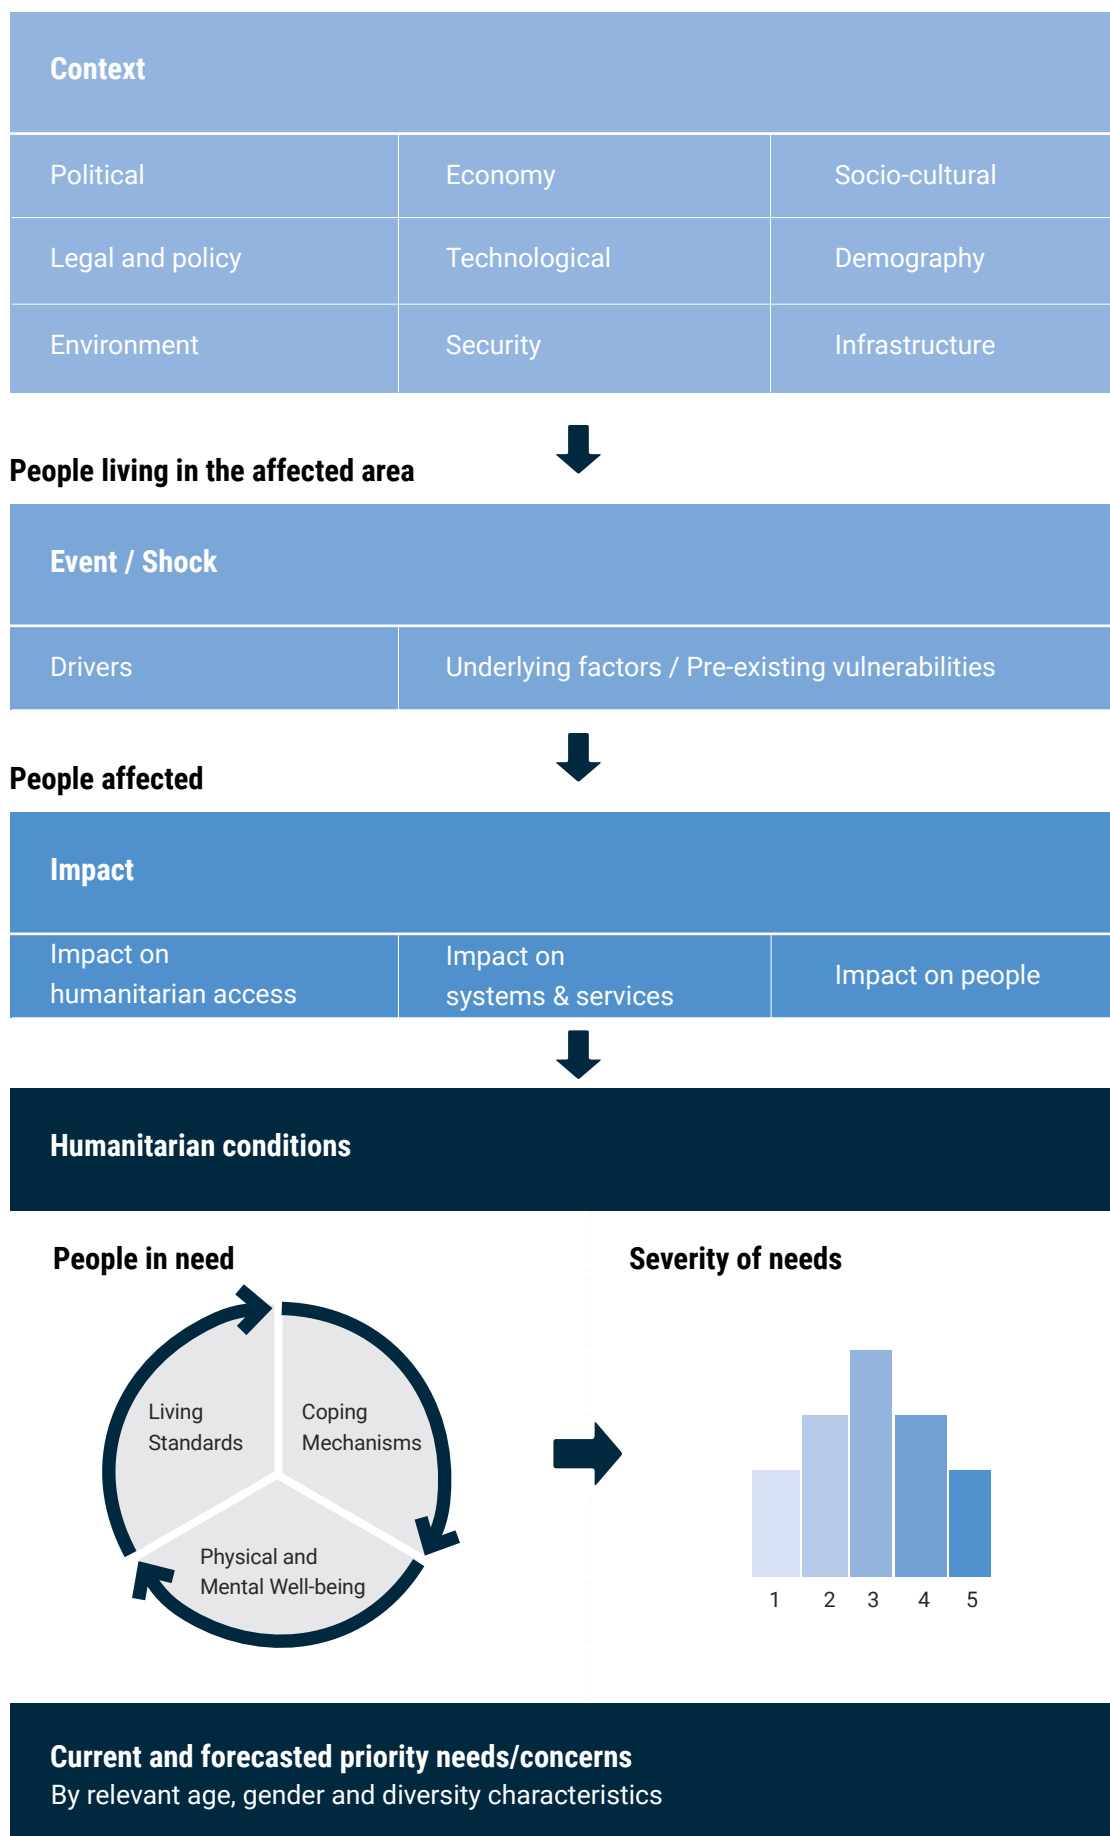 Context
Political
Economy
Socio-cultural
Legal and policy
Technological
Demography
Environment
Security
Infrastructure
People living in the affected area
Event / Shock
Drivers
Underlying factors / Pre-existing vulnerabilities
People affected
Impact
Impact on
humanitarian access
Impact on
systems & services
Impact on people
Humanitarian conditions
People in need
Living
Standards
Coping
Mechanisms
Physical and
Mental Well-being
Severity of needs
1 2 3 4 5
Current and forecasted priority needs/concerns
By relevant age, gender and diversity characteristics